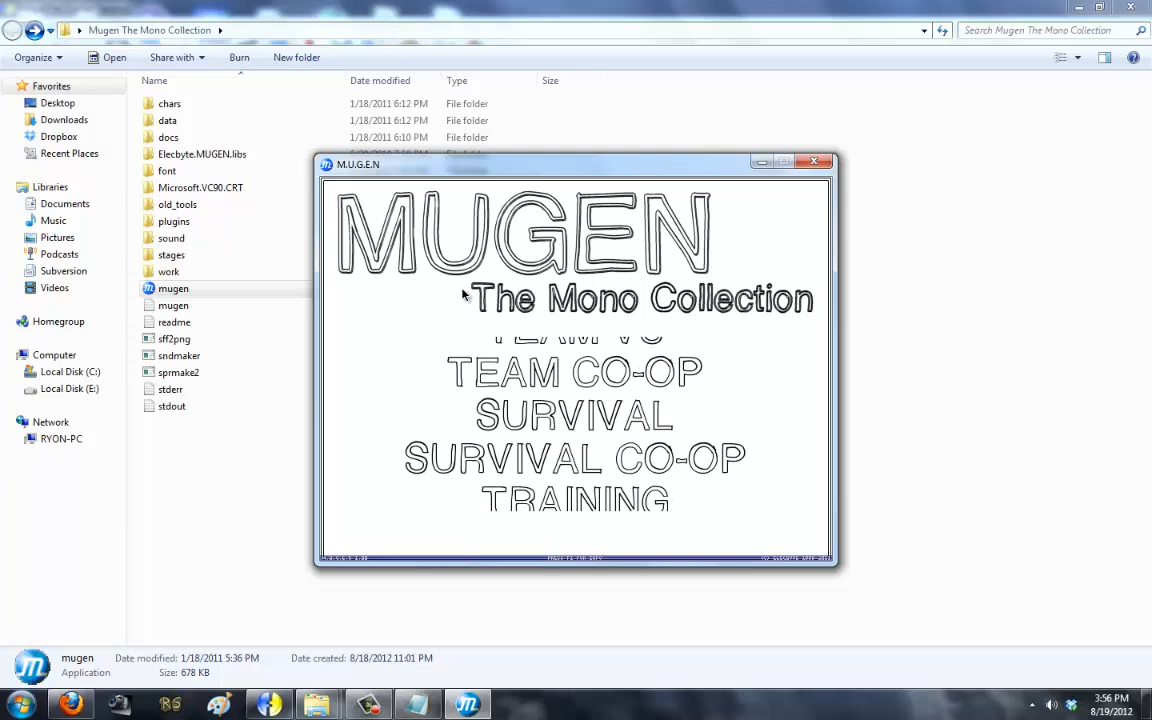 Mugen The Mono Collection
Search Mugen The Mono Collection
Organize
Open
Share with
Burn
New folder
Favorites
Desktop
Downloads
Dropbox
Recent Places
Libraries
Documents
Music
Pictures
Podcasts
Subversion
Videos
Homegroup
Computer
Local Disk (C:)
Local Disk (E:)
Network
RYON-PC
Name Date modified Type Size
chars 1/18/2011 6:12 PM File folder
data 1/18/2011 6:12 PM File folder
docs 1/18/2011 6:10 PM File folder
Elecbyte.MUGEN.libs
font
Microsoft.VC90.CRT
old_tools
plugins
sound
stages
work
mugen
mugen
readme
sff2png
sndmaker
sprmake2
stderr
stdout
M.U.G.E.N
MUGEN
The Mono Collection
TEAM VS
TEAM CO-OP
SURVIVAL
SURVIVAL CO-OP
TRAINING
mugen Date modified: 1/18/2011 5:36 PM Date created: 8/18/2012 11:01 PM
Application Size: 678 KB
RS
3:56 PM
8/19/2012